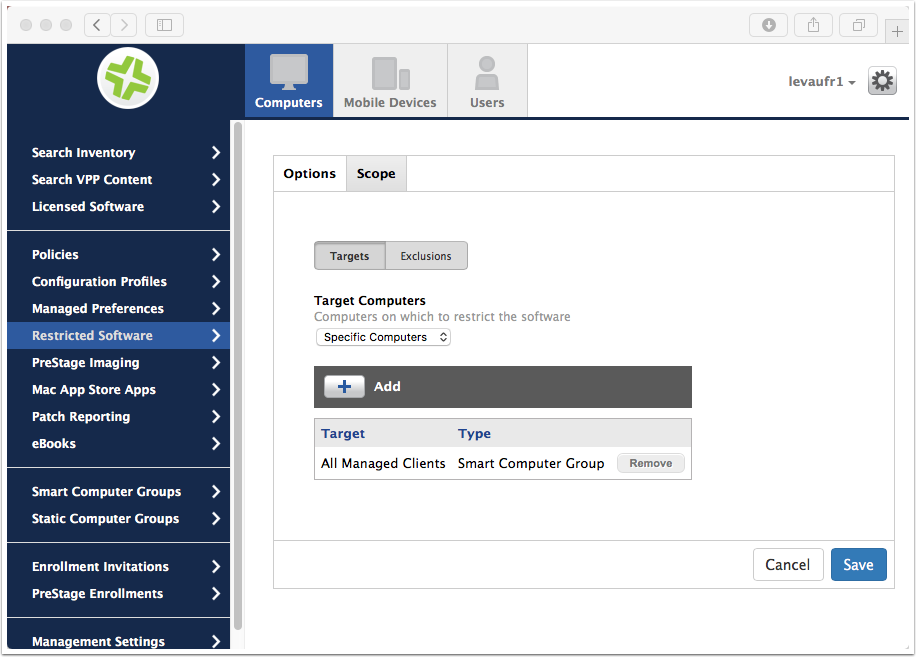 Computers
Mobile Devices
Users
levaufr1
Search Inventory
Search VPP Content
Licensed Software
Policies
Configuration Profiles
Managed Preferences
Restricted Software
PreStage Imaging
Mac App Store Apps
Patch Reporting
eBooks
Smart Computer Groups
Static Computer Groups
Enrollment Invitations
PreStage Enrollments
Management Settings
Options
Scope
Targets
Exclusions
Target Computers
Computers on which to restrict the software
Specific Computers
Add
Target Type
All Managed Clients Smart Computer Group Remove
Cancel
Save